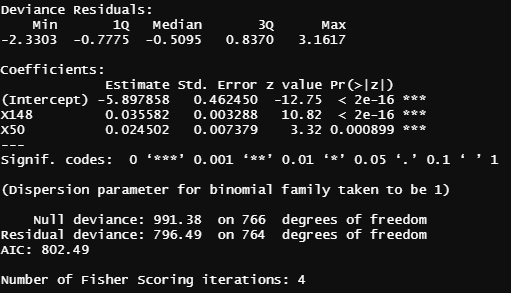 Deviance Residuals:
Min 1Q Median 3Q Max
-2.3303 -0.7775 -0.5095 0.8370 3.1617
Coefficients:
Estimate Std. Error z value Pr(>|z|)
(Intercept) -5.897858 0.462450 -12.75 < 2e-16 ***
X148 0.035582 0.003288 10.82 < 2e-16 ***
X50 0.024502 0.007379 3.32 0.000899 ***
---
Signif. codes: 0 ‘***’ 0.001 ‘**’ 0.01 ‘*’ 0.05 ‘.’ 0.1 ‘ ’ 1
(Dispersion parameter for binomial family taken to be 1)
Null deviance: 991.38 on 766 degrees of freedom
Residual deviance: 796.49 on 764 degrees of freedom
AIC: 802.49
Number of Fisher Scoring iterations: 4